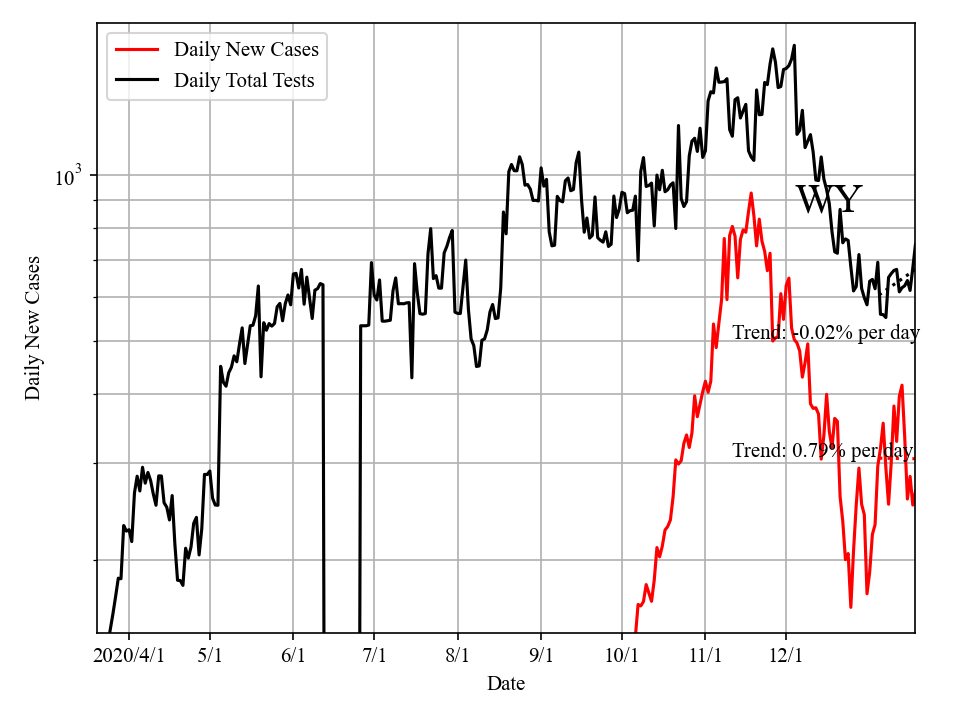 Daily New Cases
Daily Total Tests
10³
WY
Trend: -0.02% per day
Trend: 0.79% per day
Daily New Cases
2020/4/1 5/1 6/1 7/1 8/1 9/1 10/1 11/1 12/1
Date